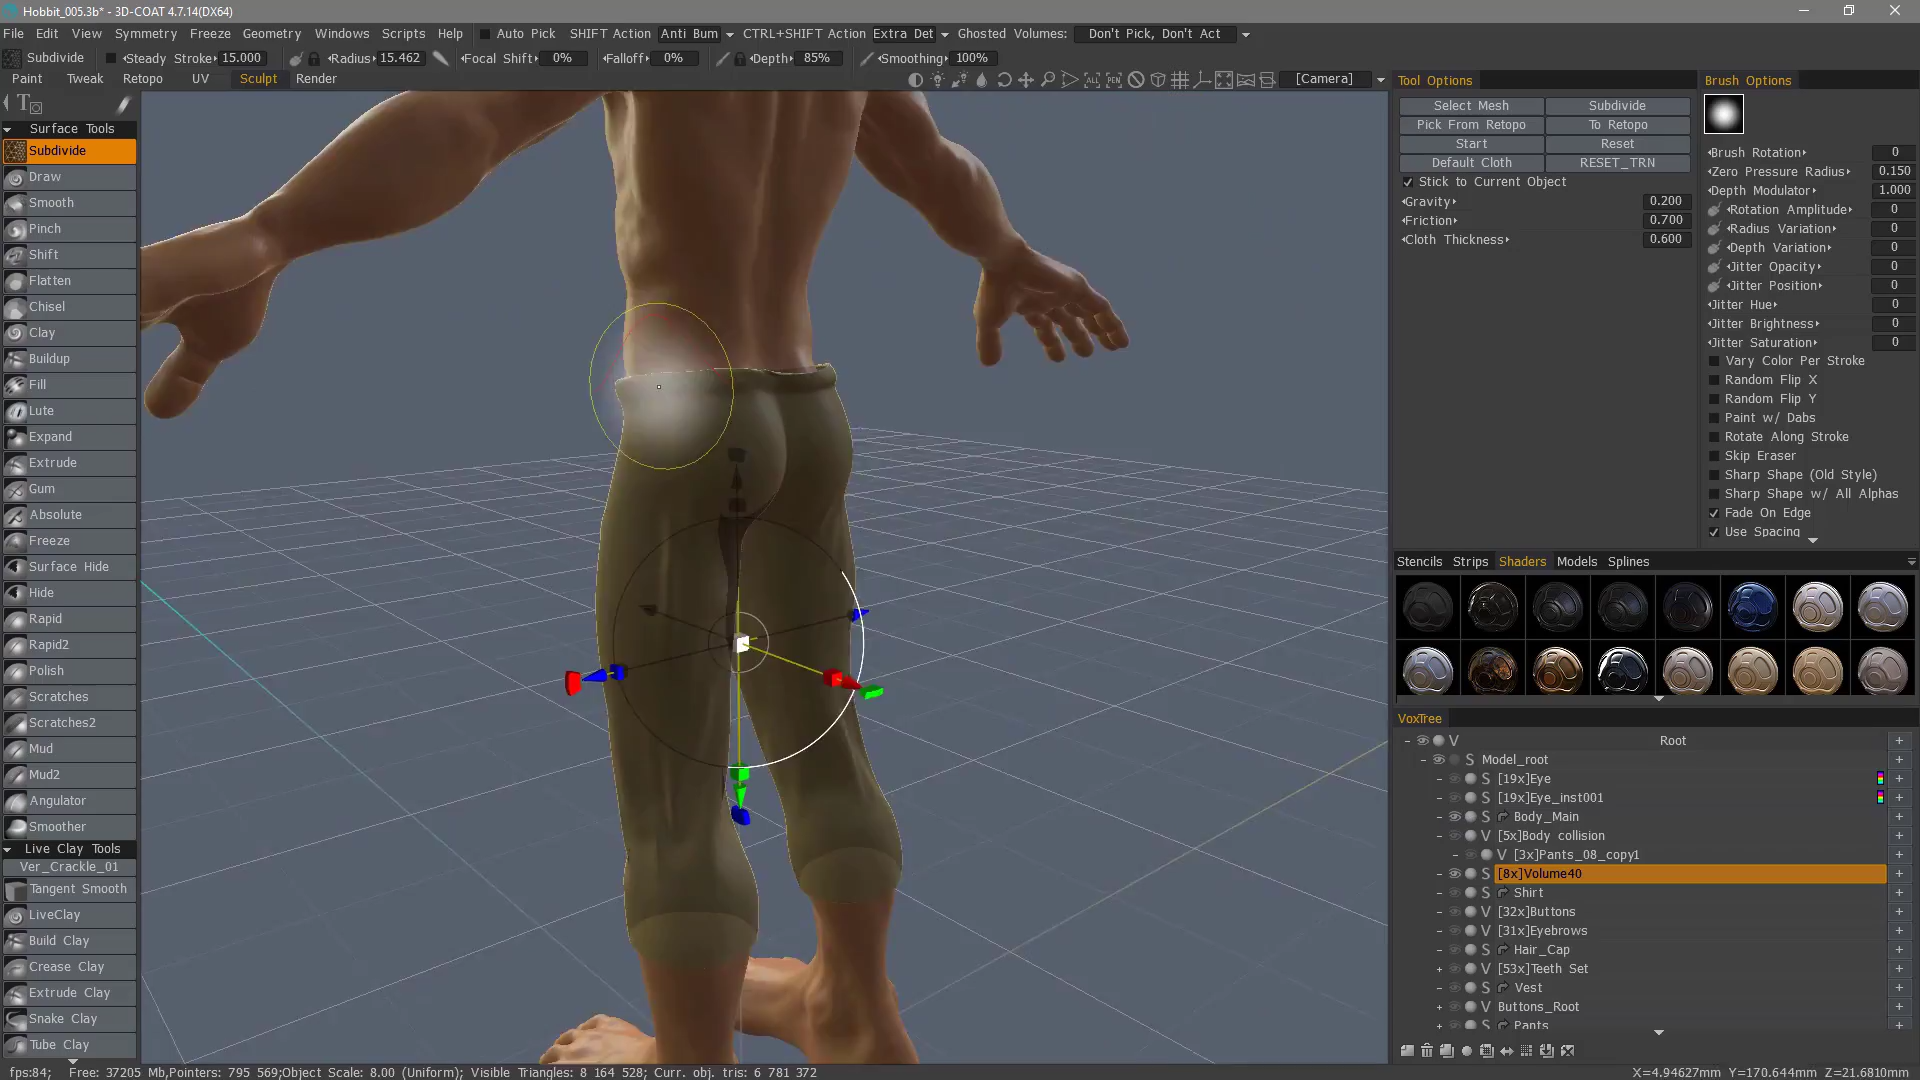 Hobbit_005.3b* - 3D-COAT 4.7.14(DX64)
File Edit View Symmetry Freeze Geometry Windows Scripts Help Auto Pick SHIFT Action Anti Bum CTRL+SHIFT Action Extra Det Ghosted Volumes: Don't Pick, Don't Act
Subdivide Steady Stroke 15.000 Radius 15.462 Focal Shift 0% Falloff 0% Depth 85% Smoothing 100%
Paint Tweak Retopo UV Sculpt Render ALL PEN [Camera]
Surface Tools
Subdivide
Draw
Smooth
Pinch
Shift
Flatten
Chisel
Clay
Buildup
Fill
Lute
Expand
Extrude
Gum
Absolute
Freeze
Surface Hide
Hide
Rapid
Rapid2
Polish
Scratches
Scratches2
Mud
Mud2
Angulator
Smoother
Live Clay Tools
Ver_Crackle_01
Tangent Smooth
LiveClay
Build Clay
Crease Clay
Extrude Clay
Snake Clay
Tube Clay
Tool Options
Select Mesh Subdivide
Pick From Retopo To Retopo
Start Reset
Default Cloth RESET_TRN
Stick to Current Object
Gravity 0.200
Friction 0.700
Cloth Thickness 0.600
Brush Options
Brush Rotation 0
Zero Pressure Radius 0.150
Depth Modulator 1.000
Rotation Amplitude 0
Radius Variation 0
Depth Variation 0
Jitter Opacity 0
Jitter Position 0
Jitter Hue 0
Jitter Brightness 0
Jitter Saturation 0
Vary Color Per Stroke
Random Flip X
Random Flip Y
Paint w/ Dabs
Rotate Along Stroke
Skip Eraser
Sharp Shape (Old Style)
Sharp Shape w/ All Alphas
Fade On Edge
Use Spacing
Stencils Strips Shaders Models Splines
VoxTree
V Root +
S Model_root +
S [19x]Eye +
S [19x]Eye_inst001 +
S Body_Main +
S [5x]Body collision +
V [3x]Pants_08_copy1 +
S [8x]Volume40 +
S Shirt +
V [32x]Buttons +
V [31x]Eyebrows +
S Hair_Cap +
V [53x]Teeth Set +
S Vest +
V Buttons_Root +
S Pants +
fps:84; Free: 37205 Mb,Pointers: 795 569;Object Scale: 8.00 (Uniform); Visible Triangles: 8 164 528; Curr. obj. tris: 6 781 372 X=4.94627mm Y=170.644mm Z=21.6810mm